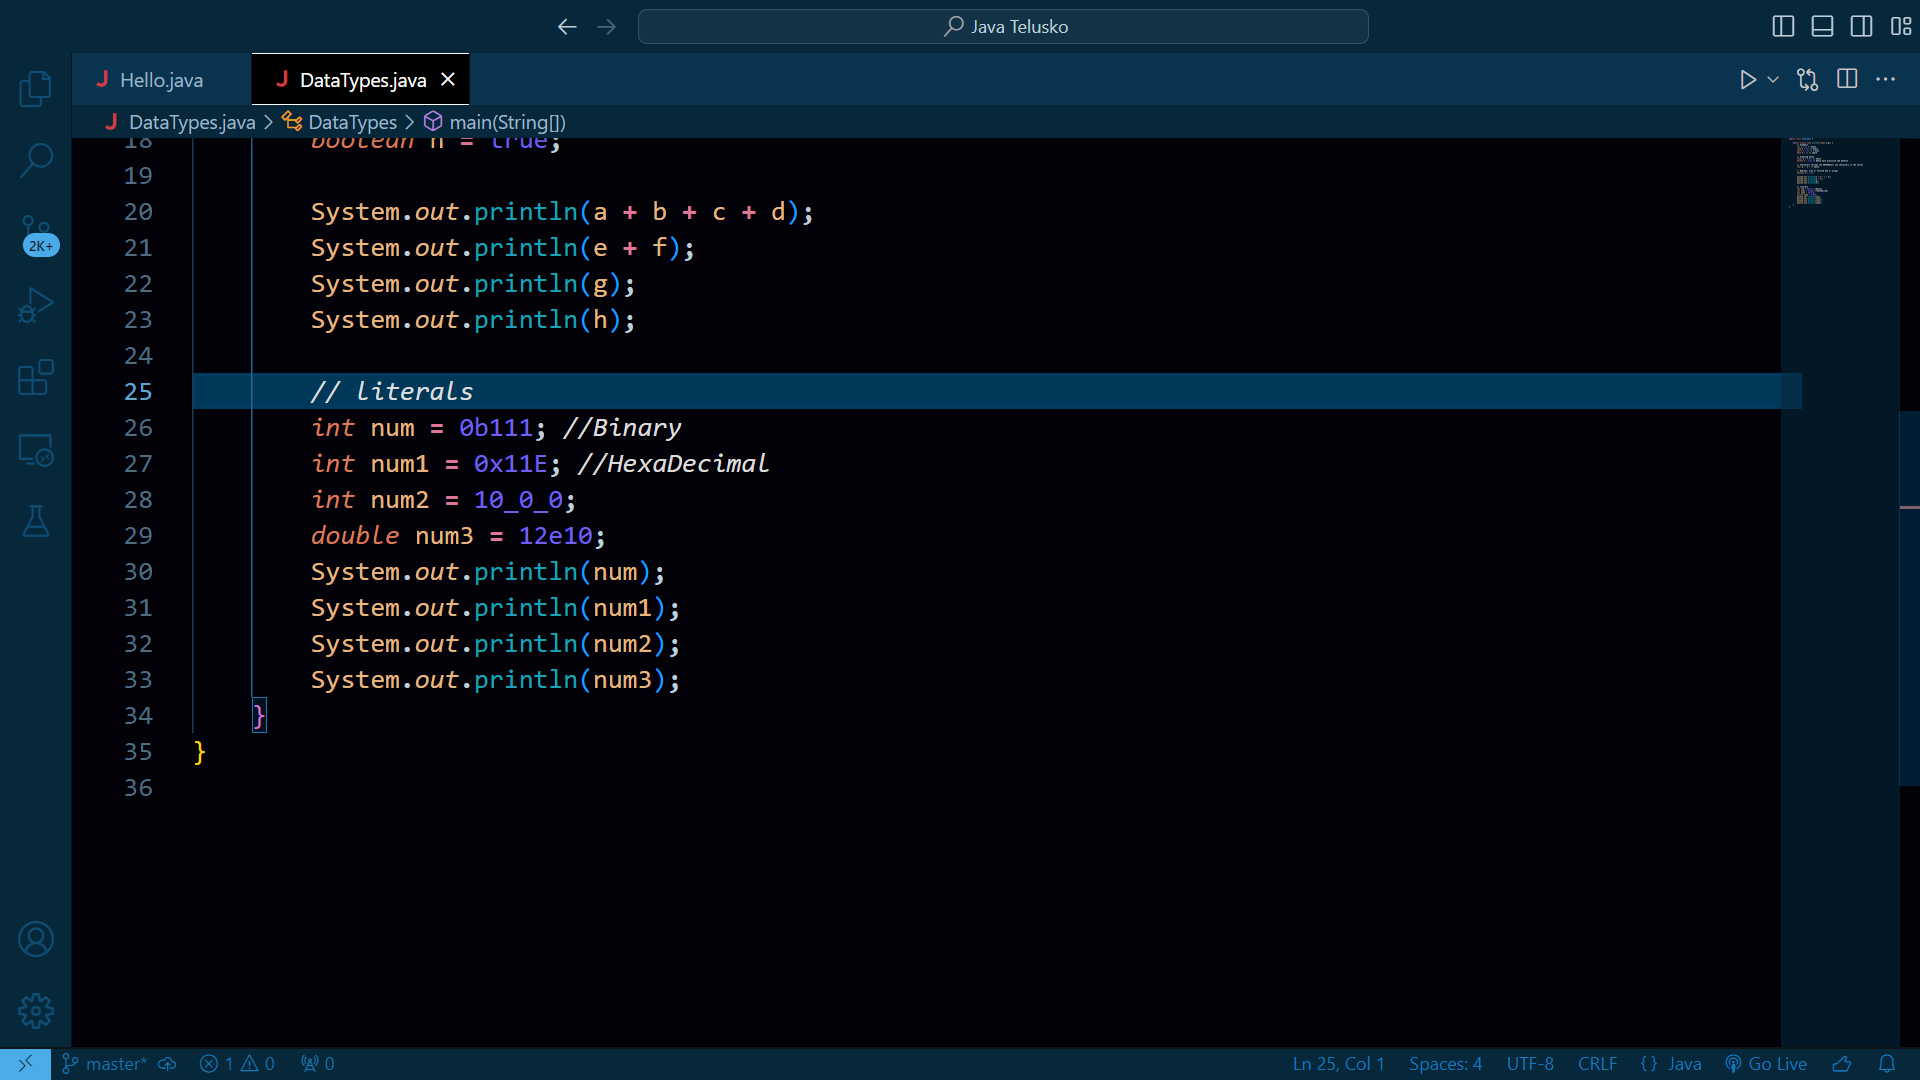 Java Telusko
Hello.java
DataTypes.java
DataTypes.java > DataTypes > main(String[])
18 boolean h = true;
19
20 System.out.println(a + b + c + d);
21 System.out.println(e + f);
22 System.out.println(g);
23 System.out.println(h);
24
25 // literals
26 int num = 0b111; //Binary
27 int num1 = 0x11E; //HexaDecimal
28 int num2 = 10_0_0;
29 double num3 = 12e10;
30 System.out.println(num);
31 System.out.println(num1);
32 System.out.println(num2);
33 System.out.println(num3);
34 }
35 }
36
2K+
master* 1 0 0 Ln 25, Col 1 Spaces: 4 UTF-8 CRLF {} Java Go Live